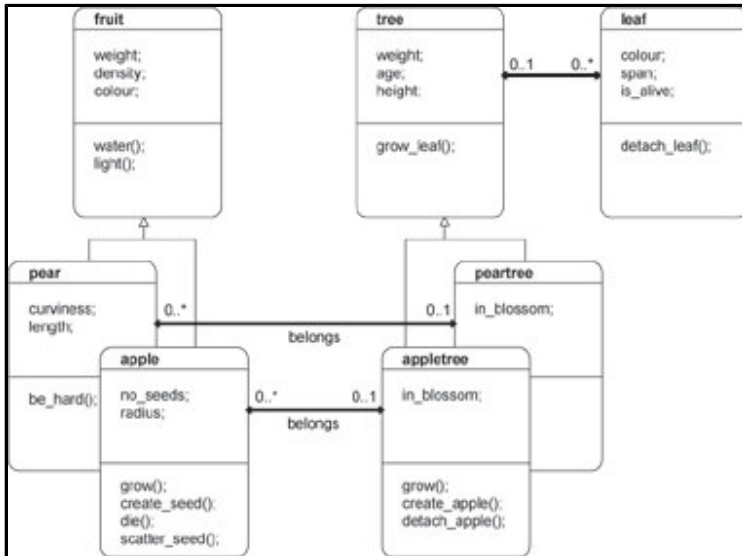 fruit
weight;
density;
colour;
water();
light();
tree
weight;
age;
height;
grow_leaf();
0..1
0..*
leaf
colour;
span;
is_alive;
detach_leaf();
pear
curviness;
length;
be_hard();
0..*
0..1
belongs
peartree
in_blossom;
apple
no_seeds;
radius;
grow();
create_seed();
die();
scatter_seed();
0..*
0..1
belongs
appletree
in_blossom;
grow();
create_apple();
detach_apple();